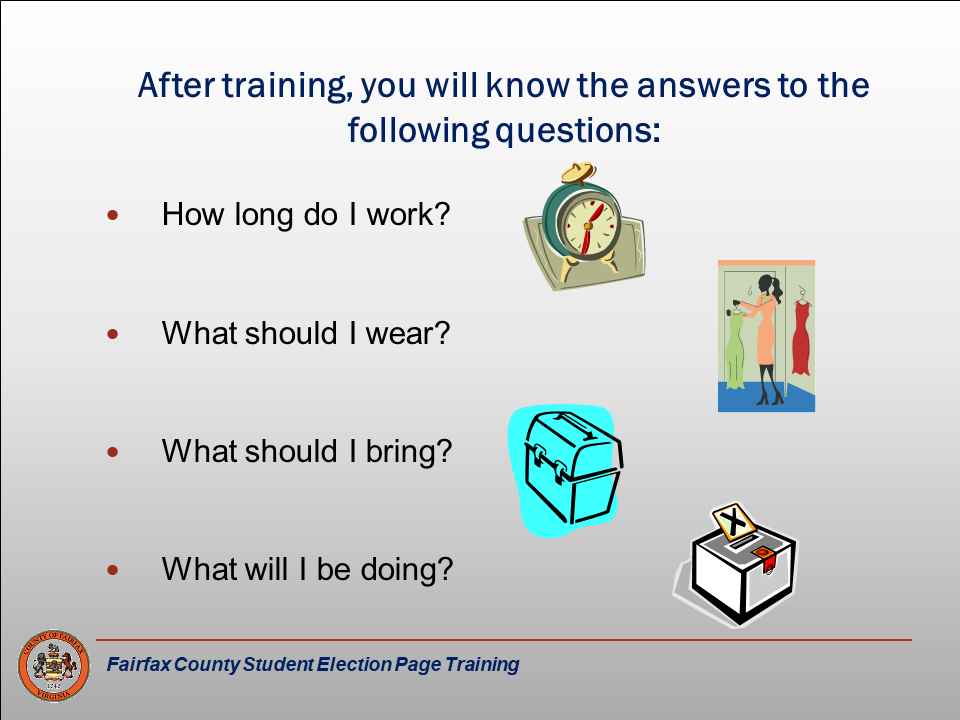 After training, you will know the answers to the
following questions:
• How long do I work?
• What should I wear?
• What should I bring?
• What will I be doing?
X
COUNTY OF FAIRFAX
1742
VIRGINIA
Fairfax County Student Election Page Training